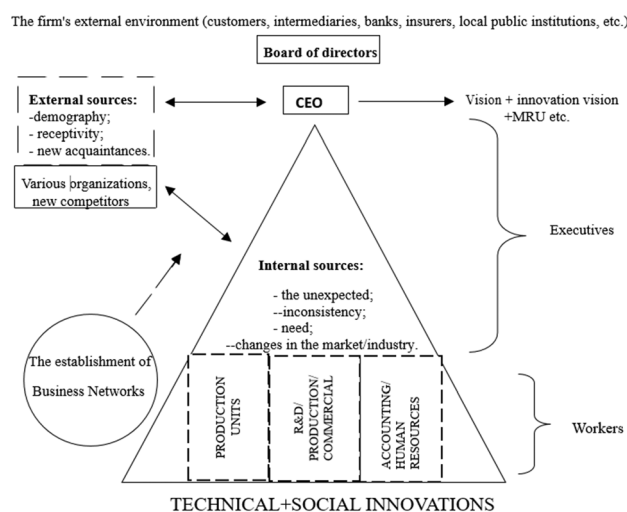 The firm's external environment (customers, intermediaries, banks, insurers, local public institutions, etc.)
Board of directors
External sources:
-demography;
- receptivity;
- new acquaintances.
CEO
Vision + innovation vision
+MRU etc.
Various organizations,
new competitors
Executives
Internal sources:
- the unexpected;
--inconsistency;
- need;
--changes in the market/industry.
The establishment of
Business Networks
PRODUCTION
UNITS
R&D/
PRODUCTION/
COMMERCIAL
ACCOUNTING/
HUMAN
RESOURCES
Workers
TECHNICAL+SOCIAL INNOVATIONS